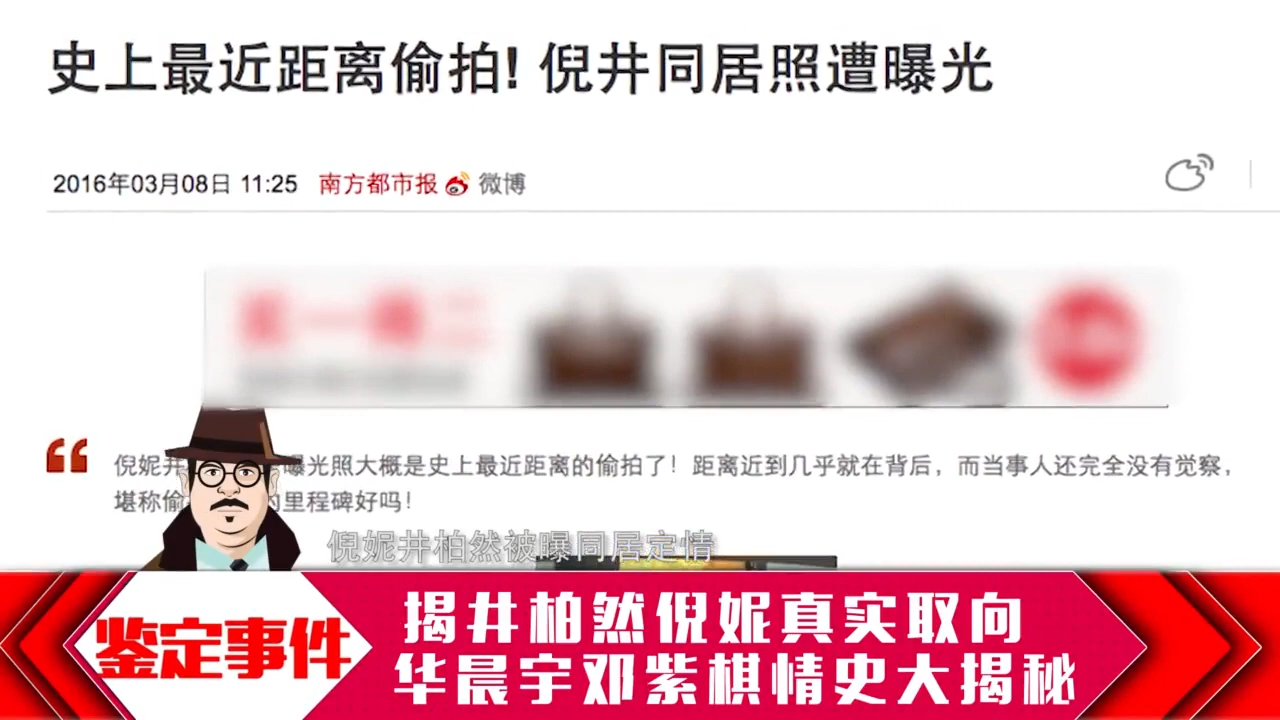 史上最近距离偷拍! 倪井同居照遭曝光
2016年03月08日 11:25 南方都市报 微博
倪妮井 曝光照大概是史上最近距离的偷拍了！距离近到几乎就在背后，而当事人还完全没有觉察，
堪称偷 的里程碑好吗！
倪妮井柏然被曝同居定情
鉴定事件
揭井柏然倪妮真实取向
华晨宇邓紫棋情史大揭秘